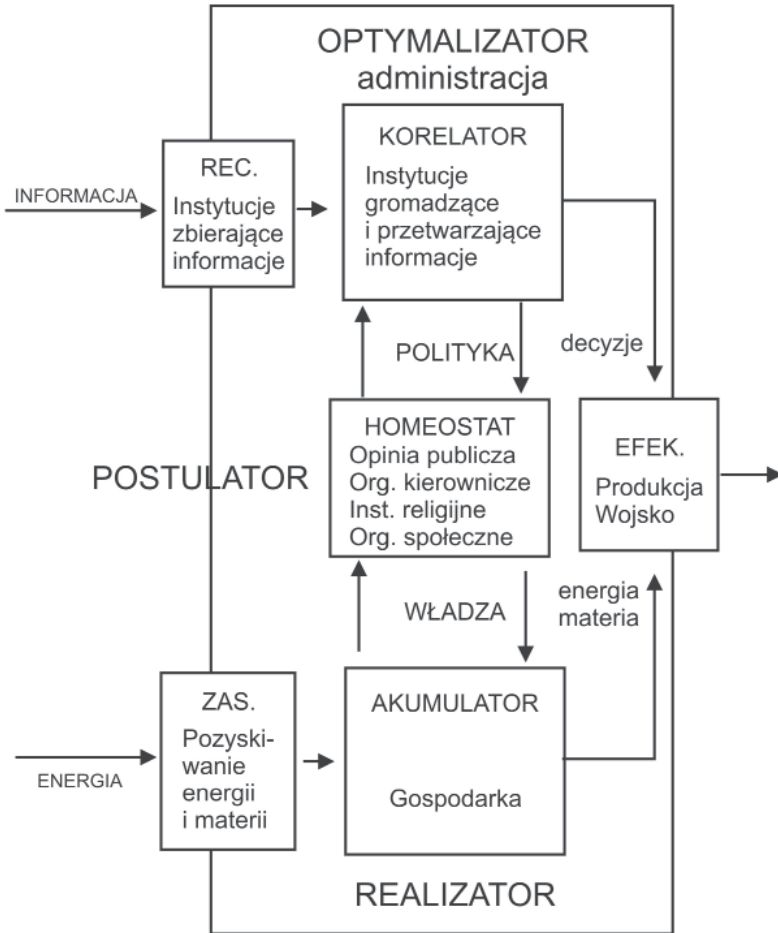 OPTYMALIZATOR
administracja
REC.
Instytucje
zbierające
informacje
INFORMACJA
KORELATOR
Instytucje
gromadzące
i przetwarzające
informacje
POLITYKA
decyzje
POSTULATOR
HOMEOSTAT
Opinia publicza
Org. kierownicze
Inst. religijne
Org. społeczne
EFEK.
Produkcja
Wojsko
WŁADZA
energia
materia
ZAS.
Pozyski-
wanie
energii
i materii
ENERGIA
AKUMULATOR
Gospodarka
REALIZATOR